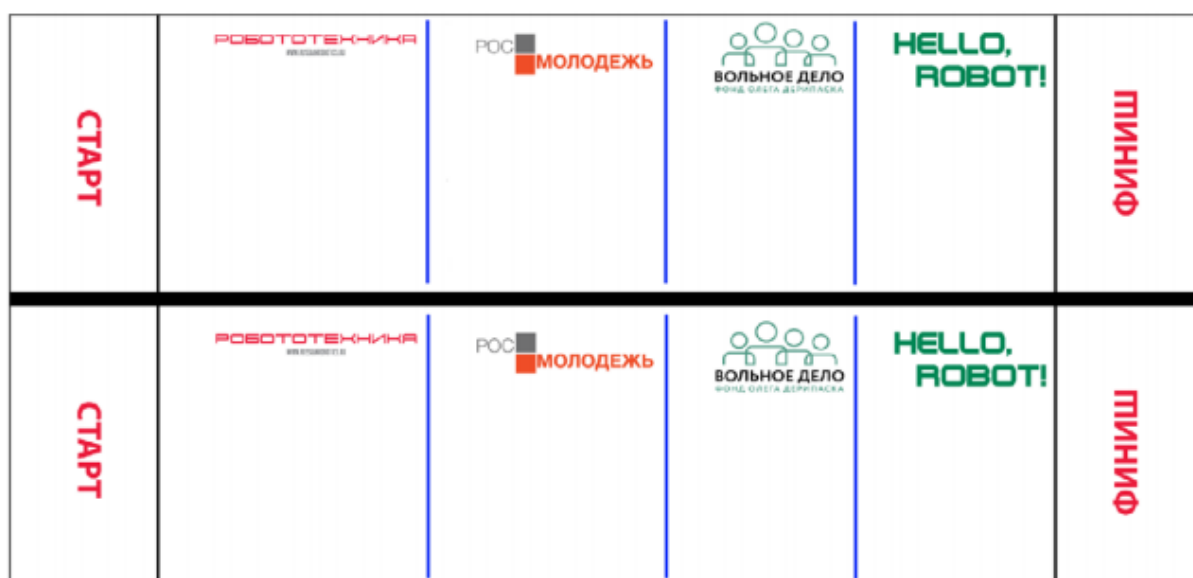 СТАРТ
РОБОТОТЕХНИКА
РОС
МОЛОДЕЖЬ
ВОЛЬНОЕ ДЕЛО
ФОНД ОЛЕГА ДЕРИПАСКА
HELLO,
ROBOT!
ФИНИШ
СТАРТ
РОБОТОТЕХНИКА
РОС
МОЛОДЕЖЬ
ВОЛЬНОЕ ДЕЛО
ФОНД ОЛЕГА ДЕРИПАСКА
HELLO,
ROBOT!
ФИНИШ